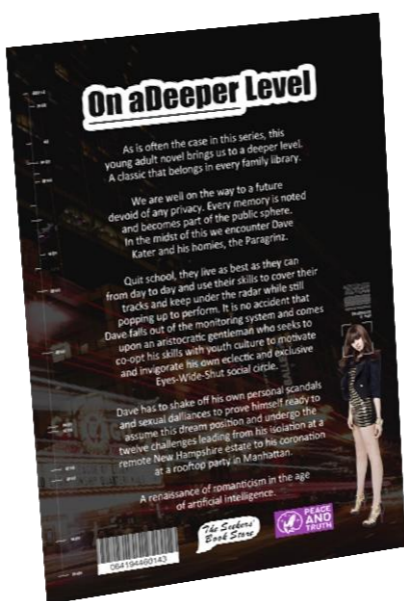 On aDeeper Level
As is often the case in this series, this
young adult novel brings us to a deeper level.
A classic that belongs in every family library.
We are well on the way to a future
devoid of any privacy. Every memory is noted
and becomes part of the public sphere.
In the midst of this we encounter Dave
Kater and his homies, the Paragrinz.
Quit school, they live as best as they can
from day to day and use their skills to cover their
tracks and keep under the radar while still
popping up to perform. It is no accident that
Dave falls out of the monitoring system and comes
upon an aristocratic gentleman who seeks to
co-opt his skills with youth culture to motivate
and invigorate his own eclectic and exclusive
Eyes-Wide-Shut social circle.
Dave has to shake off his own personal scandals
and sexual dalliances to prove himself ready to
assume this dream position and undergo the
twelve challenges leading from his isolation at a
remote New Hampshire estate to his coronation
at a rooftop party in Manhattan.
A renaissance of romanticism in the age
of artificial intelligence.
The Seekers'
Book Store
PEACE
AND
TRUTH
064194460143